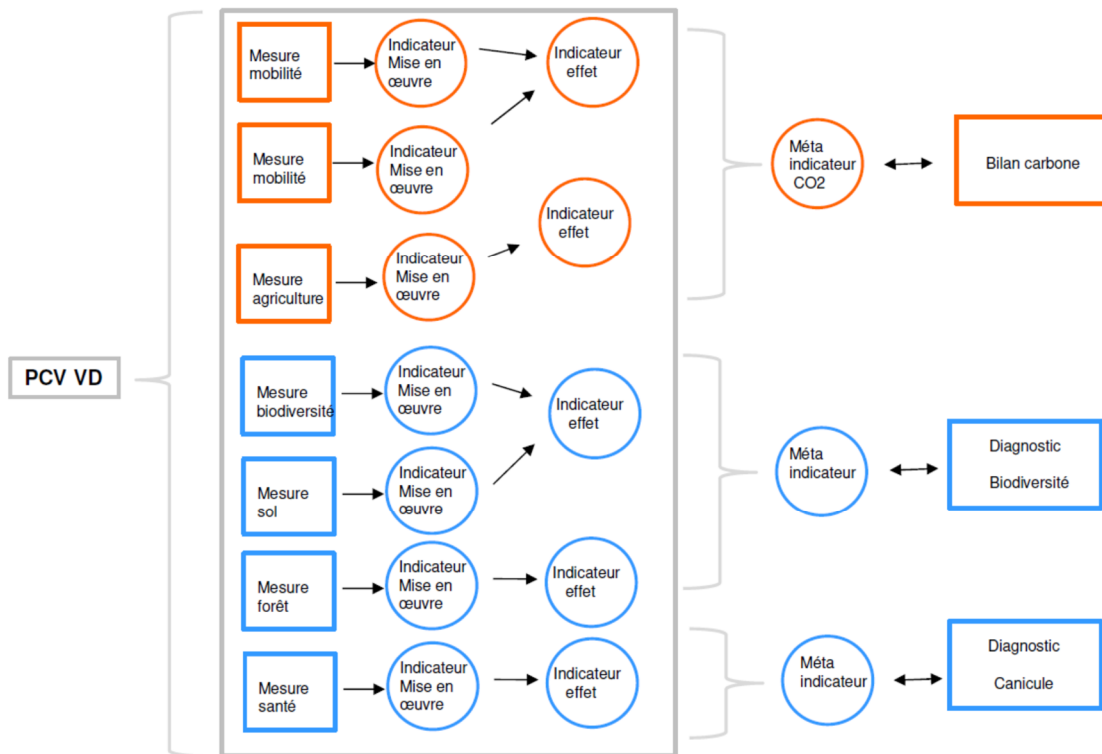 PCV VD
Mesure
mobilité
Indicateur
Mise en
œuvre
Indicateur
effet
Mesure
mobilité
Indicateur
Mise en
œuvre
Mesure
agriculture
Indicateur
Mise en
œuvre
Indicateur
effet
Méta
indicateur
CO2
Bilan carbone
Mesure
biodiversité
Indicateur
Mise en
œuvre
Indicateur
effet
Mesure
sol
Indicateur
Mise en
œuvre
Mesure
forêt
Indicateur
Mise en
œuvre
Indicateur
effet
Méta
indicateur
Diagnostic
Biodiversité
Mesure
santé
Indicateur
Mise en
œuvre
Indicateur
effet
Méta
indicateur
Diagnostic
Canicule